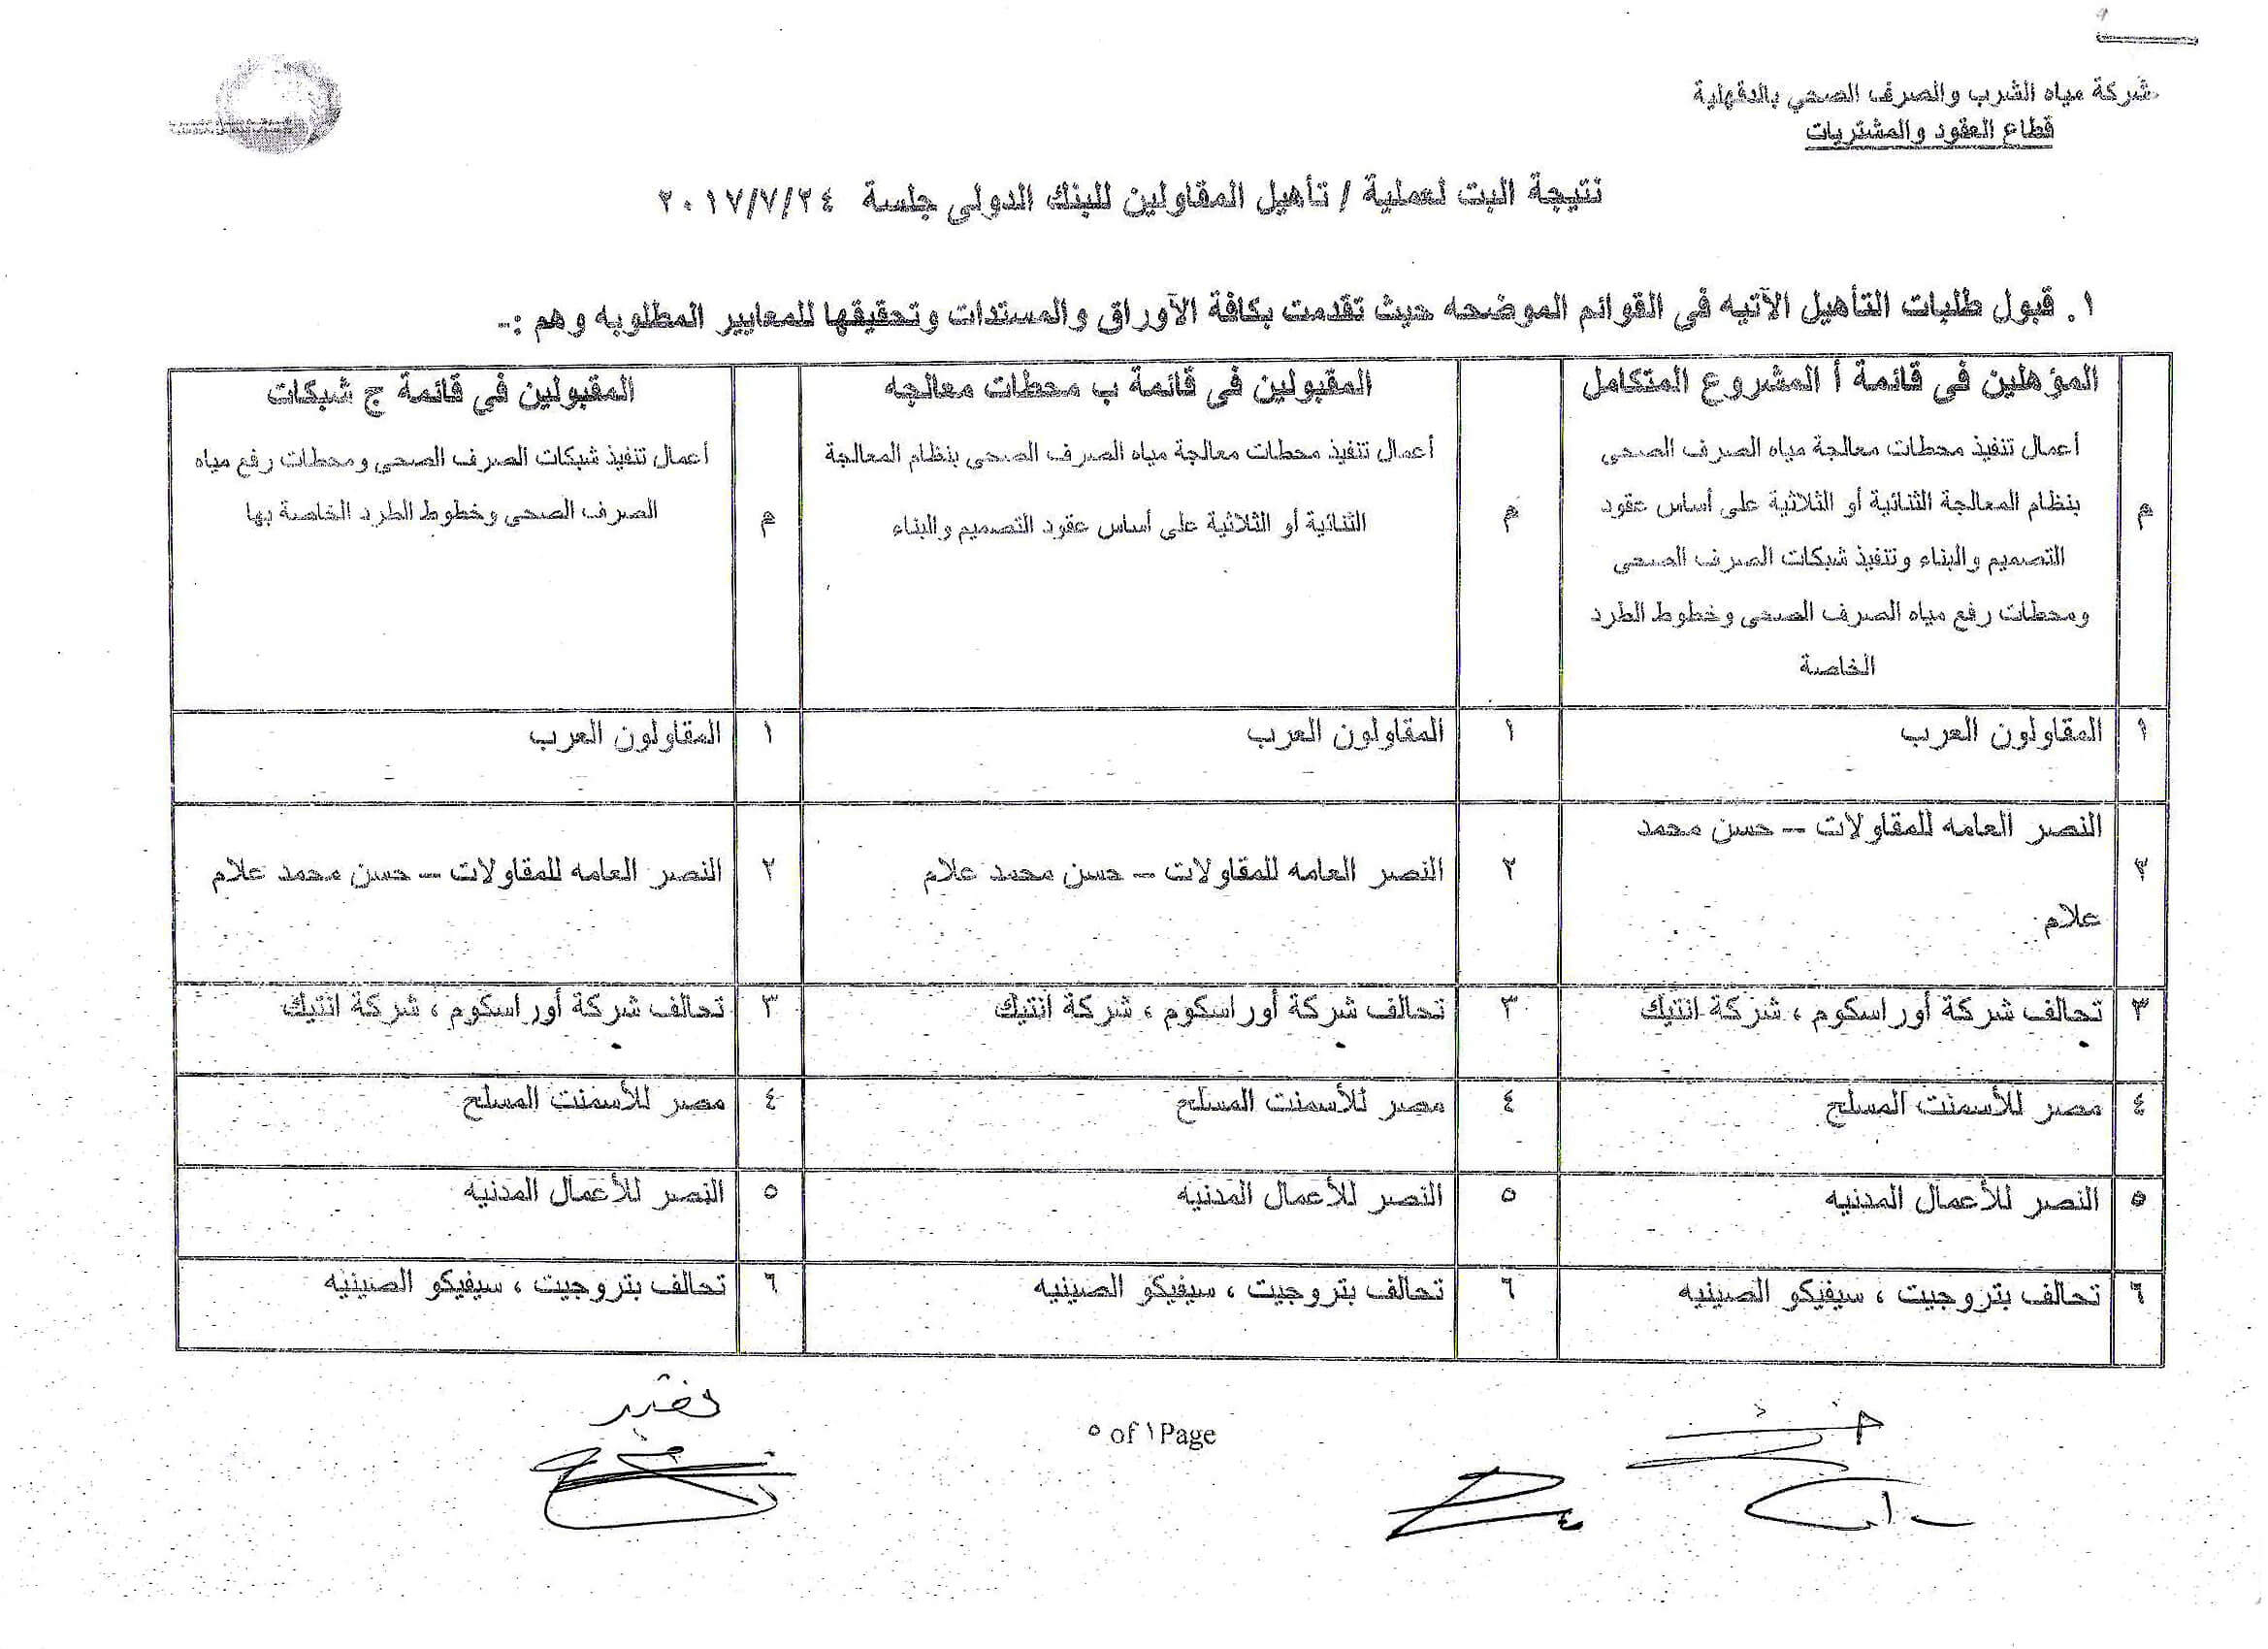 شركة مياه الشرب والصرف الصحي بالدقهلية
قطاع العقود والمشتريات
نتيجة البت لعملية / تأهيل المقاولين للبنك الدولى جلسة ٢٠١٧/٧/٢٤
١. قبول طلبات التأهيل الآتيه فى القوائم الموضحه حيث تقدمت بكافة الأوراق والمستدات وتحقيقها للمعايير المطلوبه وهم :-
م
المؤهلين فى قائمة أ المشروع المتكامل
أعمال تنفيذ محطات معالجة مياه الصرف الصحى
بنظام المعالجة الثنائية أو الثلاثية على أساس عقود
التصميم والبناء وتنفيذ شبكات الصرف الصحى
ومحطات رفع مياه الصرف الصحى وخطوط الطرد
الخاصة
م
المقبولين فى قائمة ب محطات معالجه
أعمال تنفيذ محطات معالجة مياه الصرف الصحى بنظام المعالجة
الثنائية أو الثلاثية على أساس عقود التصميم والبناء
م
المقبولين فى قائمة ج شبكات
أعمال تنفيذ شبكات الصرف الصحى ومحطات رفع مياه
الصرف الصحى وخطوط الطرد الخاصة بها
١ المقاولون العرب ١ المقاولون العرب ١ المقاولون العرب
٢ النصر العامه للمقاولات – حسن محمد
علام
٢ النصر العامه للمقاولات – حسن محمد علام ٢ النصر العامه للمقاولات – حسن محمد علام
٣ تحالف شركة أوراسكوم ، شركة انتيك ٣ تحالف شركة أوراسكوم ، شركة انتيك ٣ تحالف شركة أوراسكوم ، شركة انتيك
٤ مصر للأسمنت المسلح ٤ مصر للأسمنت المسلح ٤ مصر للأسمنت المسلح
٥ النصر للأعمال المدنيه ٥ النصر للأعمال المدنيه ٥ النصر للأعمال المدنيه
٦ تحالف بتروجيت ، سيفيكو الصينيه ٦ تحالف بتروجيت ، سيفيكو الصينيه ٦ تحالف بتروجيت ، سيفيكو الصينيه
٥ of ١Page